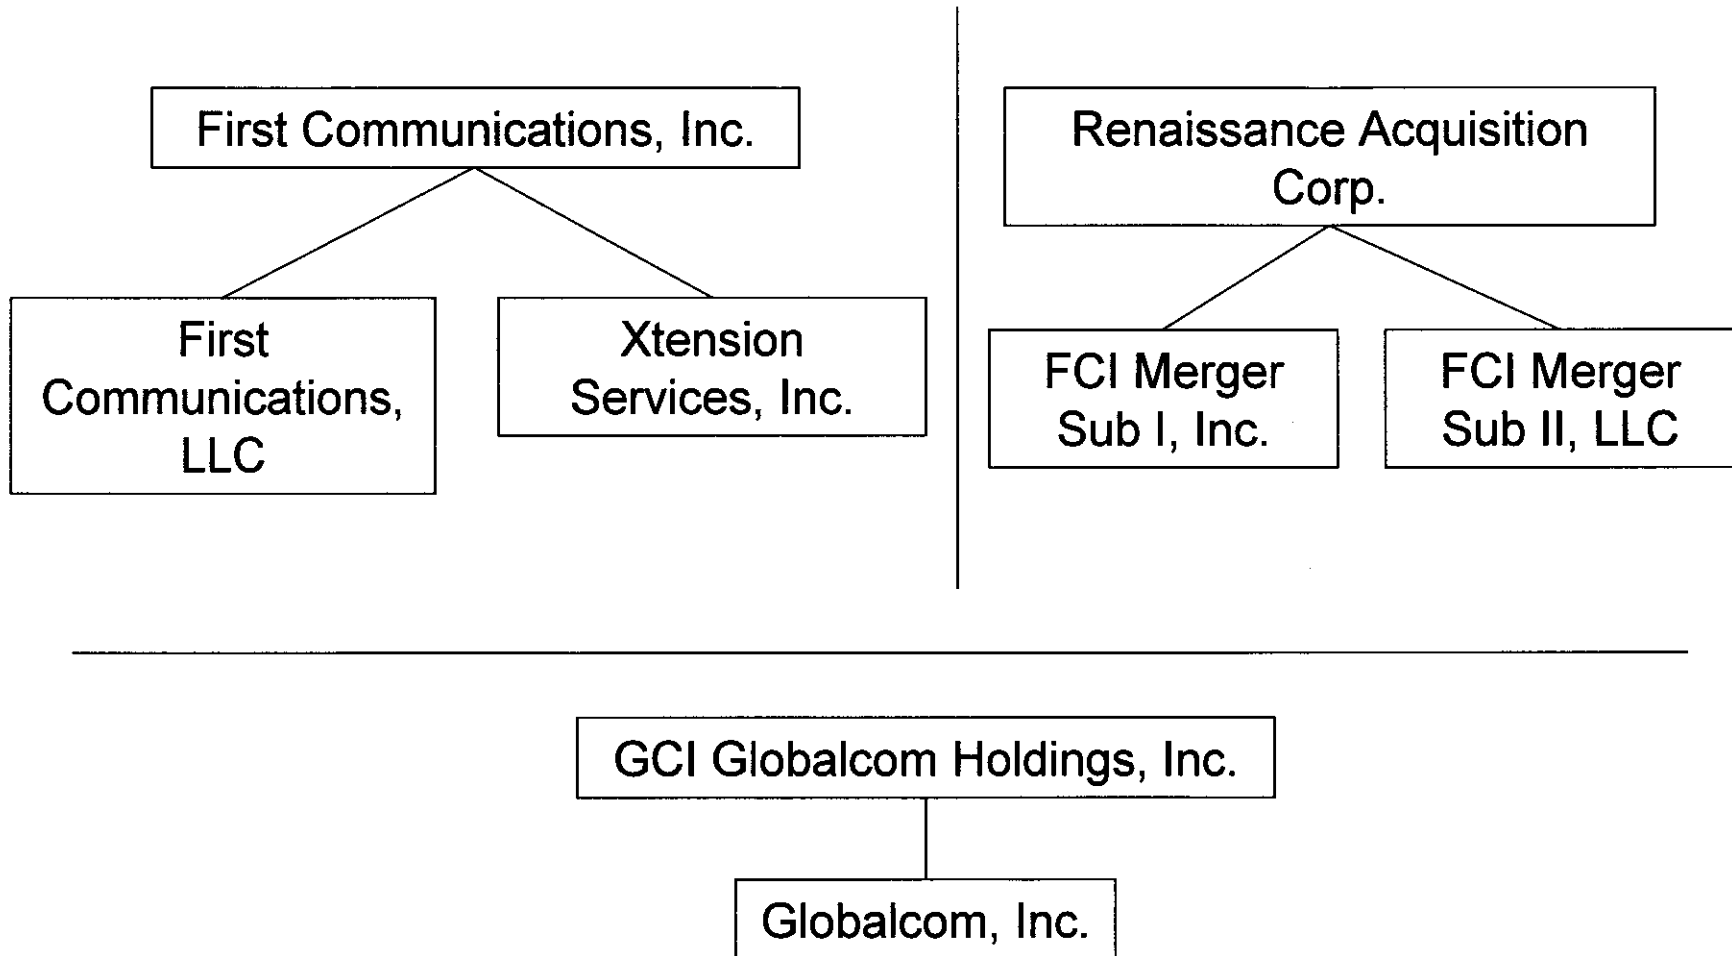 First Communications, Inc.
First
Communications,
LLC
Xtension
Services, Inc.
Renaissance Acquisition
Corp.
FCI Merger
Sub I, Inc.
FCI Merger
Sub II, LLC
GCI Globalcom Holdings, Inc.
Globalcom, Inc.